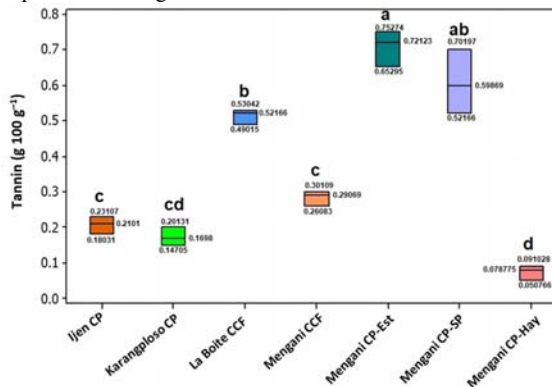 0.8
0.7
0.6
0.5
0.4
0.3
0.2
0.1
0.0
Tannin (g 100 g⁻¹)
c
0.23107
0.2101
0.18031
cd
0.20131
0.1698
0.14705
b
0.53042
0.52166
0.49015
c
0.30109
0.29069
0.26083
a
0.75274
0.72123
0.65295
ab
0.70197
0.59869
0.52166
d
0.091028
0.078775
0.050766
Ijen CP
Karangploso CP
La Boite CCF
Mengani CCF
Mengani CP-Est
Mengani CP-SP
Mengani CP-Hay